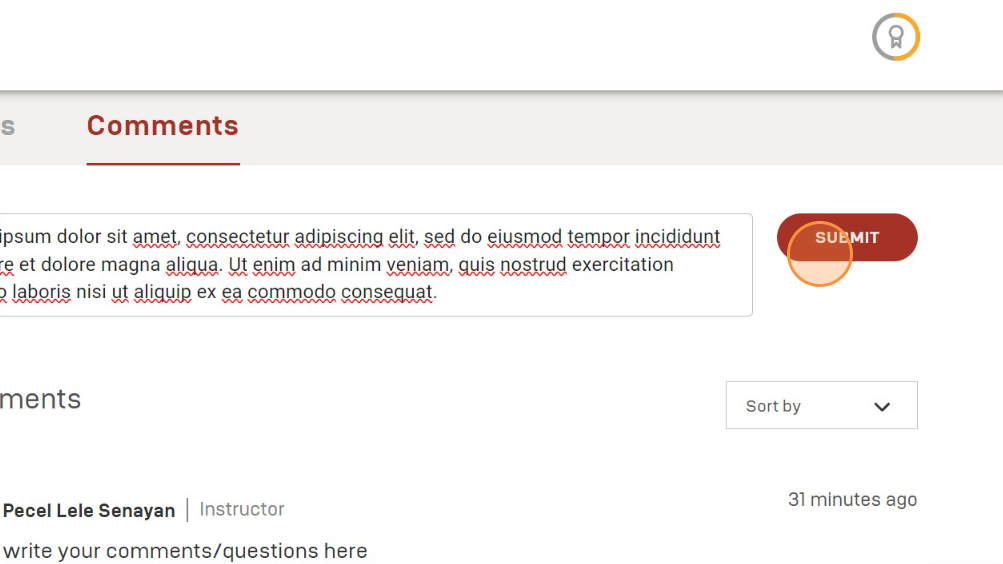 s Comments
ipsum dolor sit amet, consectetur adipiscing elit, sed do eiusmod tempor incididunt
re et dolore magna aliqua. Ut enim ad minim veniam, quis nostrud exercitation
o laboris nisi ut aliquip ex ea commodo consequat.
SUBMIT
ments
Sort by
Pecel Lele Senayan | Instructor
31 minutes ago
write your comments/questions here